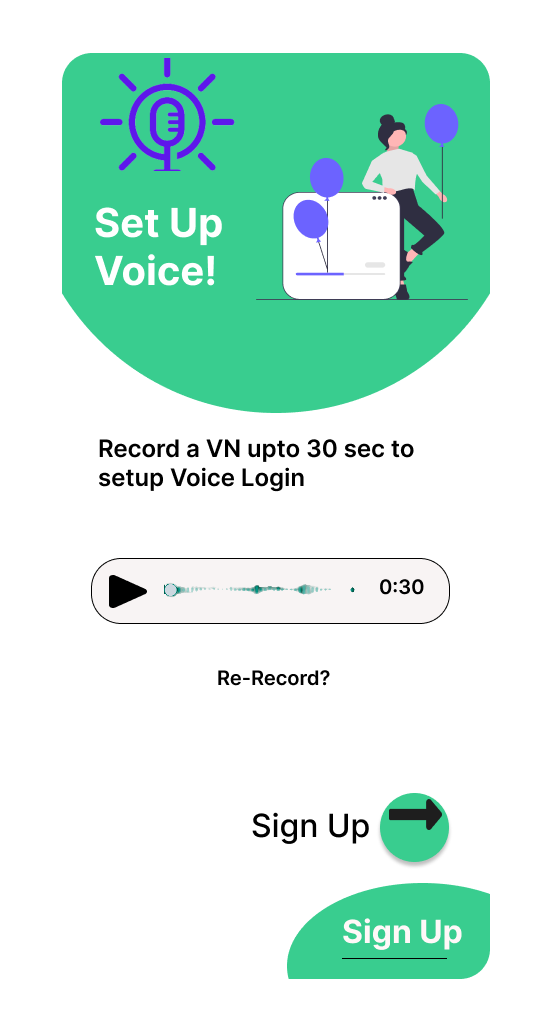 Set Up
Voice!
Record a VN upto 30 sec to
setup Voice Login
0:30
Re-Record?
Sign Up
Sign Up